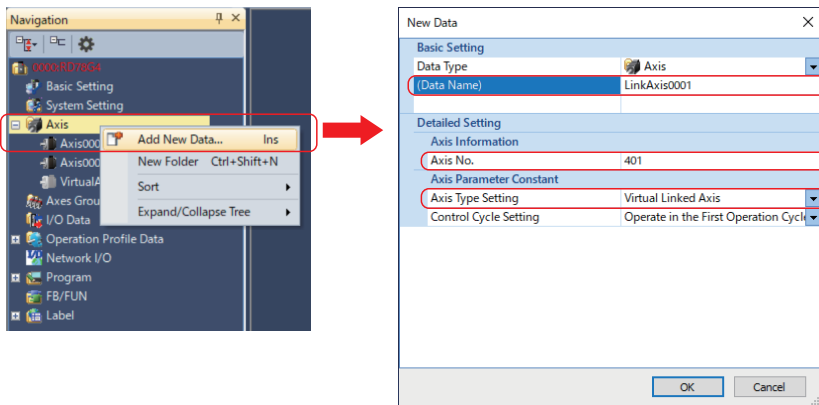 Navigation
0000:RD78G4
Basic Setting
System Setting
Axis
Axis000
Axis000
VirtualA
Axes Grou
I/O Data
Operation Profile Data
Network I/O
Program
FB/FUN
Label
Add New Data... Ins
New Folder Ctrl+Shift+N
Sort
Expand/Collapse Tree
New Data
Basic Setting
Data Type Axis
(Data Name) LinkAxis0001
Detailed Setting
Axis Information
Axis No. 401
Axis Parameter Constant
Axis Type Setting Virtual Linked Axis
Control Cycle Setting Operate in the First Operation Cycl
OK Cancel